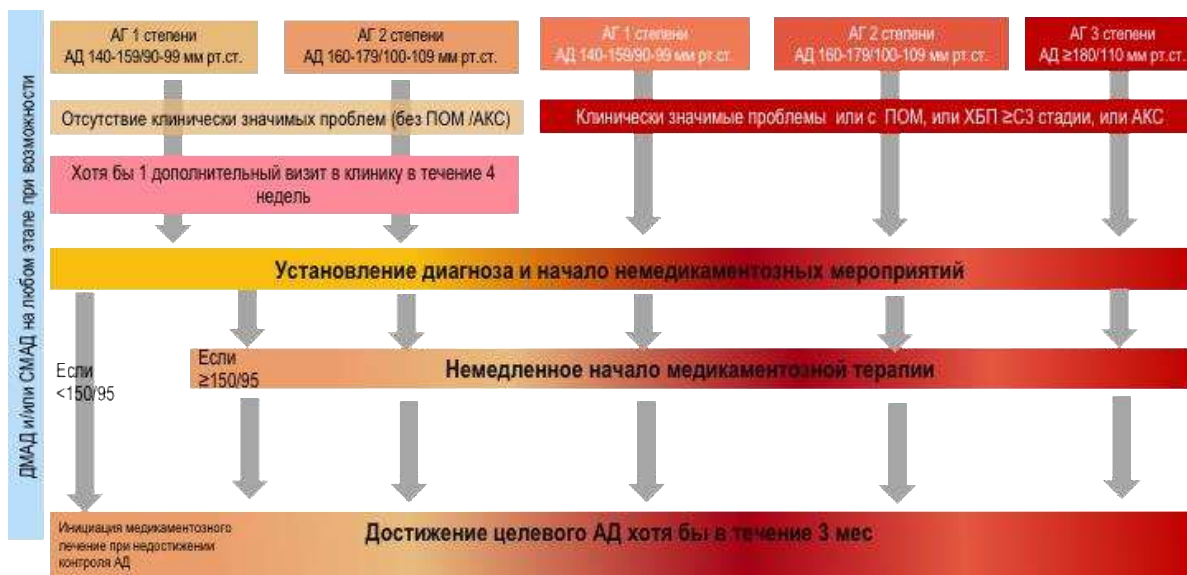 ДМАД и/или СМАД на любом этапе при возможности
АГ 1 степени
АД 140-159/90-99 мм рт.ст.
АГ 2 степени
АД 160-179/100-109 мм рт.ст.
АГ 1 степени
АД 140-159/90-99 мм рт.ст.
АГ 2 степени
АД 160-179/100-109 мм рт.ст.
АГ 3 степени
АД ≥180/110 мм рт.ст.
Отсутствие клинически значимых проблем (без ПОМ /АКС)
Клинически значимые проблемы или с ПОМ, или ХБП ≥С3 стадии, или АКС
Хотя бы 1 дополнительный визит в клинику в течение 4
недель
Установление диагноза и начало немедикаментозных мероприятий
Если
<150/95
Если
≥150/95
Немедленное начало медикаментозной терапии
Инициация медикаментозного
лечение при недостижении
контроля АД
Достижение целевого АД хотя бы в течение 3 мес